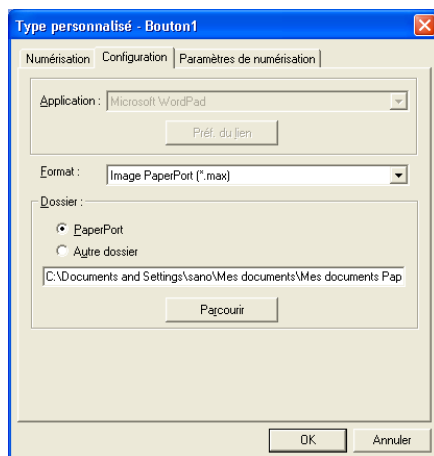 Type personnalisé - Bouton1
Numérisation Configuration Paramètres de numérisation
Application : Microsoft WordPad
Préf. du lien
Format : Image PaperPort (*.max)
Dossier :
PaperPort
Autre dossier
C:\Documents and Settings\sano\Mes documents\Mes documents Pap
Parcourir
OK Annuler